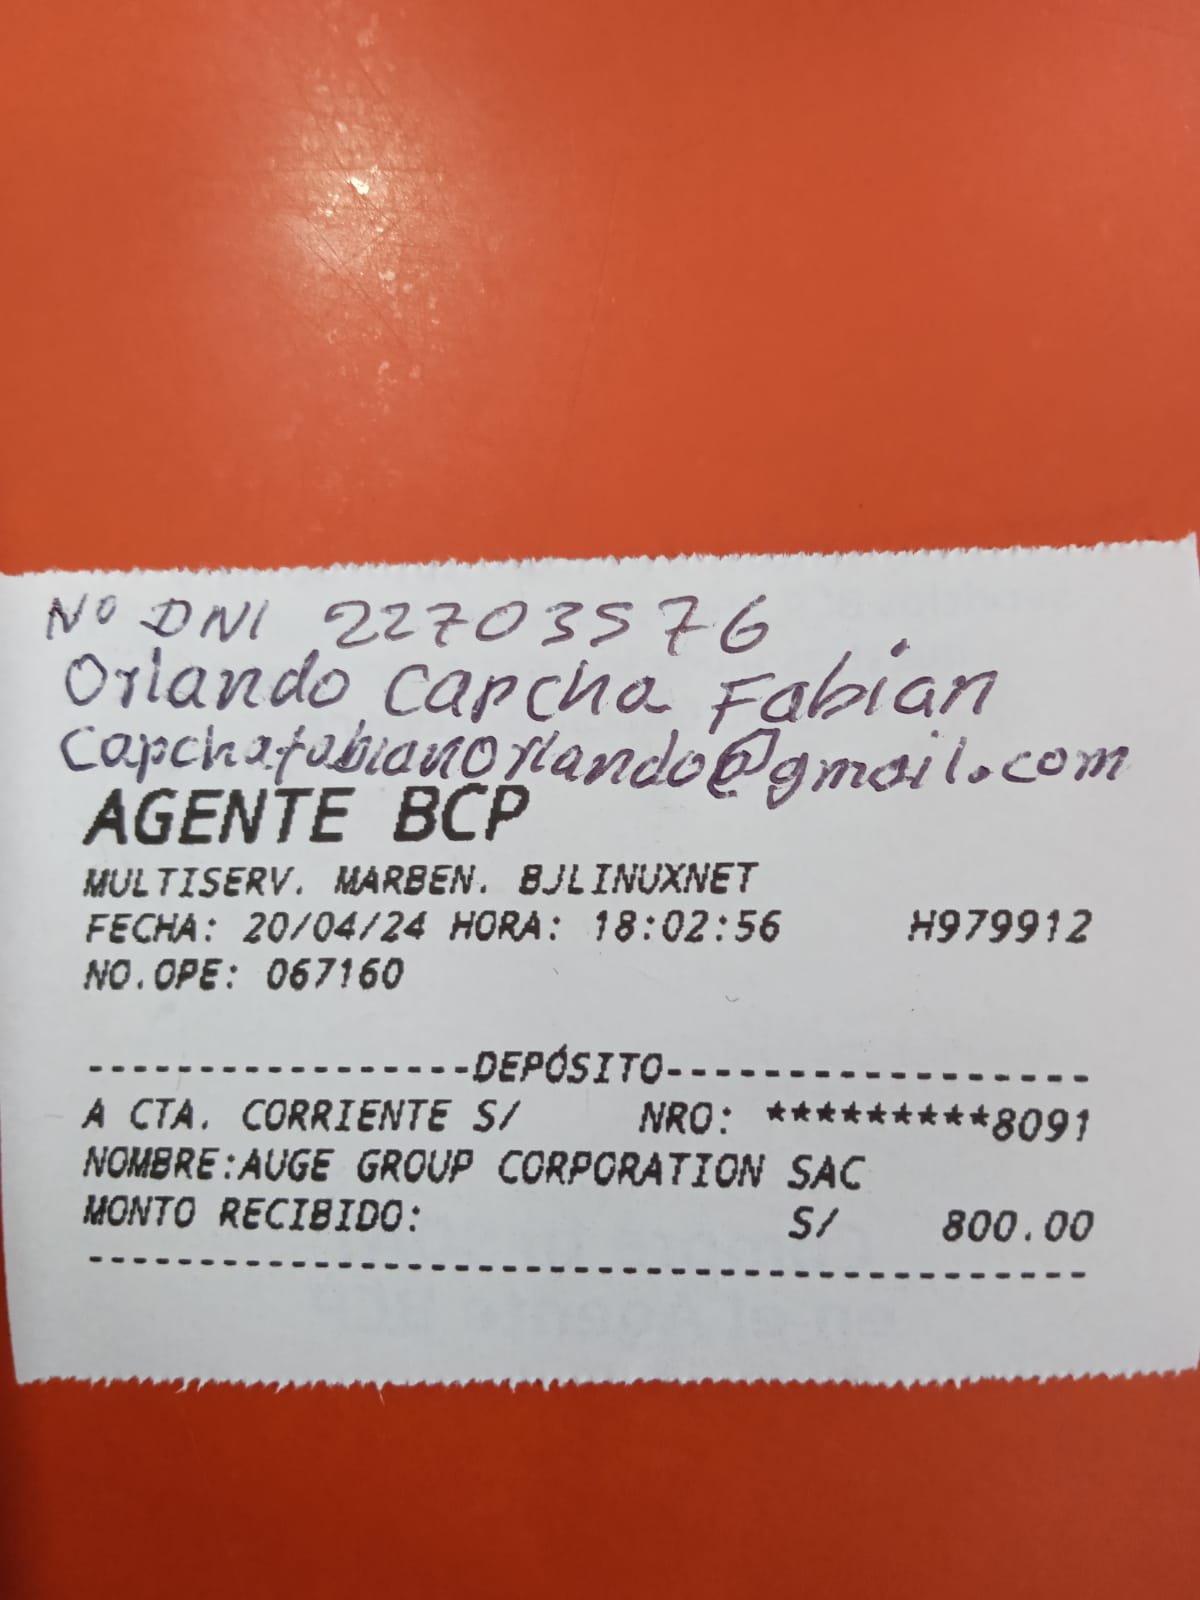 Nº DNI 22703576
Orlando Capcha Fabian
CapchafabianOrlando@gmail.com
AGENTE BCP
MULTISERV. MARBEN. BJLINUXNET
FECHA: 20/04/24 HORA: 18:02:56 H979912
NO.OPE: 067160
-----------------DEPÓSITO-------------------
A CTA. CORRIENTE S/ NRO: *********8091
NOMBRE:AUGE GROUP CORPORATION SAC
MONTO RECIBIDO: S/ 800.00
--------------------------------------------